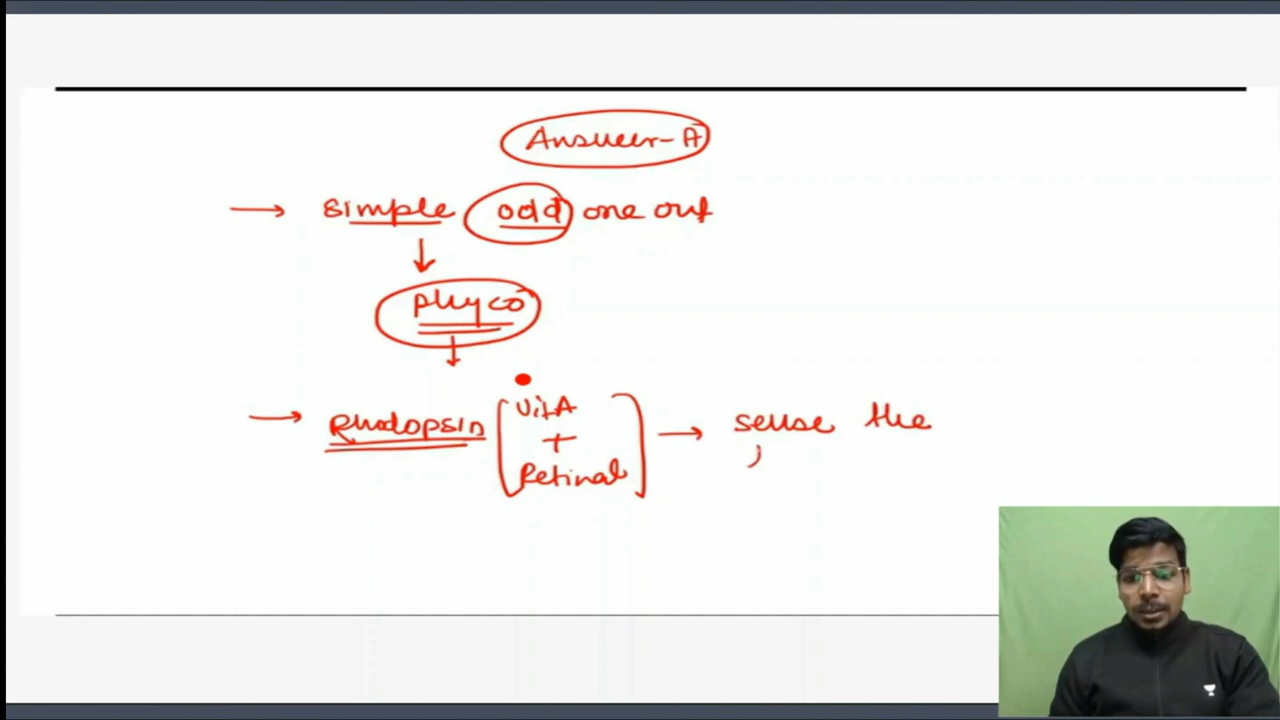 Answer-A
→ simple odd one out
↓
phyco
↓
→ Rhodopsin [Vit A + Retinal] → sense the